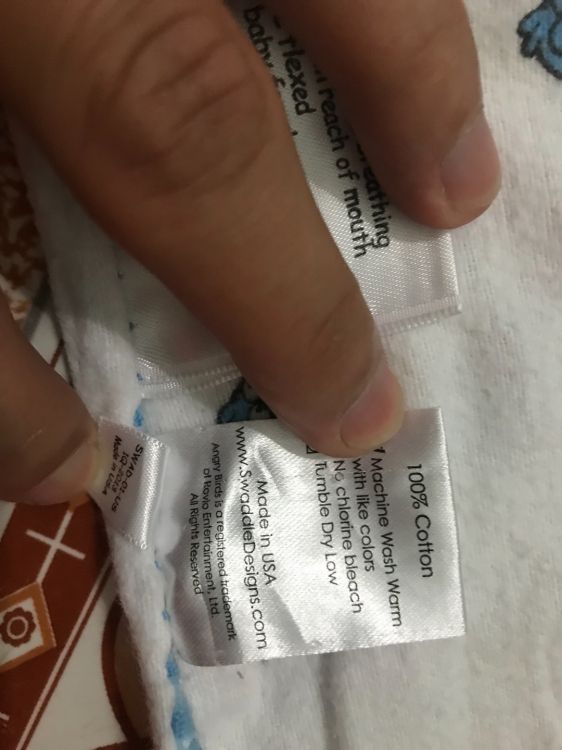 rlexed
reach of mouth
100% Cotton
Machine Wash Warm
with like colors
No chlorine bleach
Tumble Dry Low
Made in USA
www.SwaddleDesigns.com
Angry Birds is a registered trademark
of Rovio Entertainment, Ltd.
All Rights Reserved
Made in USA